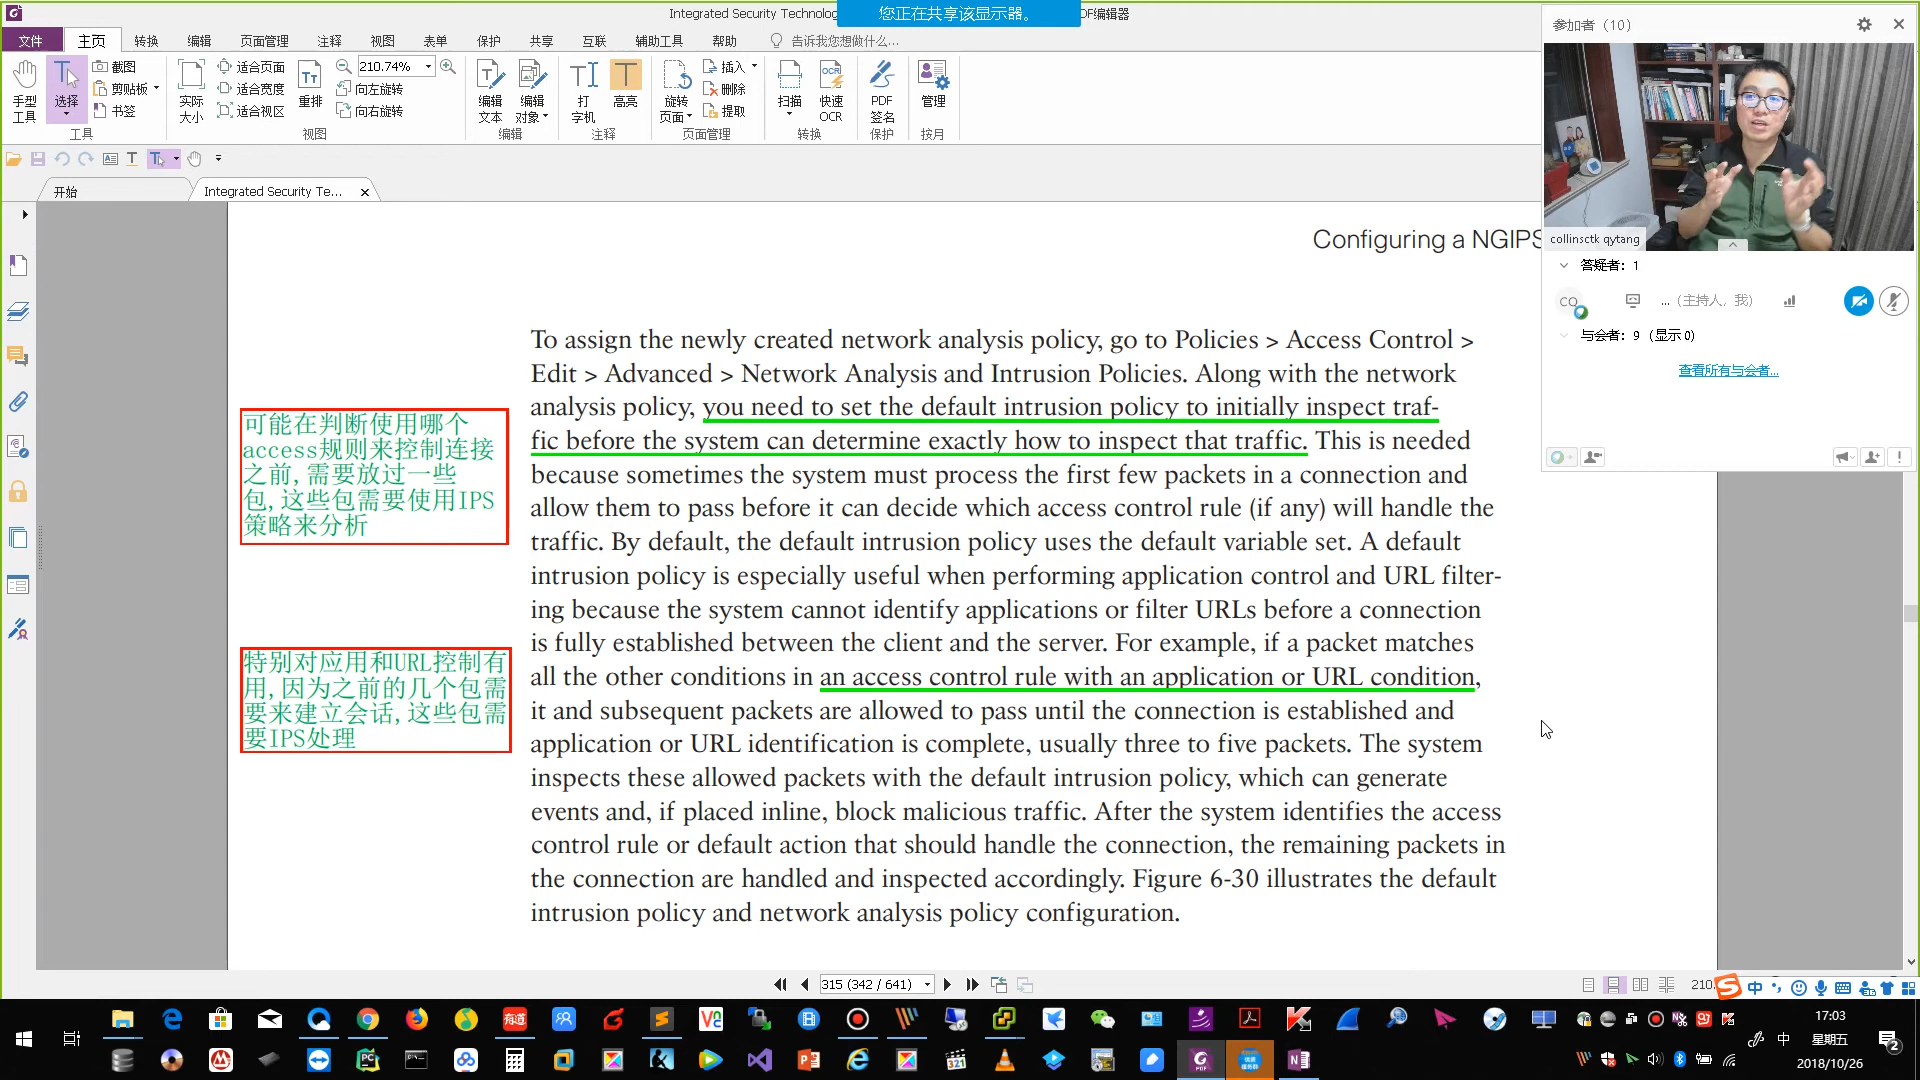 Integrated Security Technolog
您正在共享该显示器。
DF编辑器
文件
主页
转换
编辑
页面管理
注释
视图
表单
保护
共享
互联
辅助工具
帮助
告诉我您想做什么...
手型
工具
选择
截图
剪贴板
书签
工具
实际
大小
适合页面
适合宽度
适合视区
重排
210.74%
向左旋转
向右旋转
视图
编辑
文本
编辑
对象
编辑
打
字机
高亮
注释
旋转
页面
插入
删除
提取
页面管理
扫描
快速
OCR
转换
PDF
签名
保护
管理
按月
开始
Integrated Security Te...
参加者 (10)
collinsctk qytang
答疑者: 1
CQ
... (主持人, 我)
与会者: 9 (显示 0)
查看所有与会者...
Configuring a NGIPS
To assign the newly created network analysis policy, go to Policies > Access Control >
Edit > Advanced > Network Analysis and Intrusion Policies. Along with the network
analysis policy, you need to set the default intrusion policy to initially inspect traf-
fic before the system can determine exactly how to inspect that traffic. This is needed
because sometimes the system must process the first few packets in a connection and
allow them to pass before it can decide which access control rule (if any) will handle the
traffic. By default, the default intrusion policy uses the default variable set. A default
intrusion policy is especially useful when performing application control and URL filter-
ing because the system cannot identify applications or filter URLs before a connection
is fully established between the client and the server. For example, if a packet matches
all the other conditions in an access control rule with an application or URL condition,
it and subsequent packets are allowed to pass until the connection is established and
application or URL identification is complete, usually three to five packets. The system
inspects these allowed packets with the default intrusion policy, which can generate
events and, if placed inline, block malicious traffic. After the system identifies the access
control rule or default action that should handle the connection, the remaining packets in
the connection are handled and inspected accordingly. Figure 6-30 illustrates the default
intrusion policy and network analysis policy configuration.
可能在判断使用哪个
access规则来控制连接
之前,需要放过一些
包,这些包需要使用IPS
策略来分析
特别对应用和URL控制有
用,因为之前的几个包需
要来建立会话,这些包需
要IPS处理
315 (342 / 641)
210.
中
有道
17:03
中
星期五
2018/10/26
2